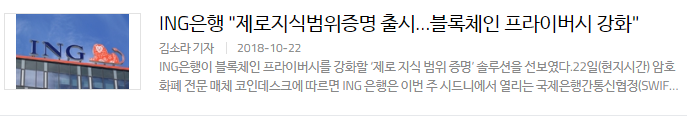 ING은행 "제로지식범위증명 출시…블록체인 프라이버시 강화"
ING
김소라 기자 | 2018-10-22
ING은행이 블록체인 프라이버시를 강화할 '제로 지식 범위 증명' 솔루션을 선보였다.22일(현지시간) 암호
화폐 전문 매체 코인데스크에 따르면 ING 은행은 이번 주 시드니에서 열리는 국제은행간통신협정(SWIF...